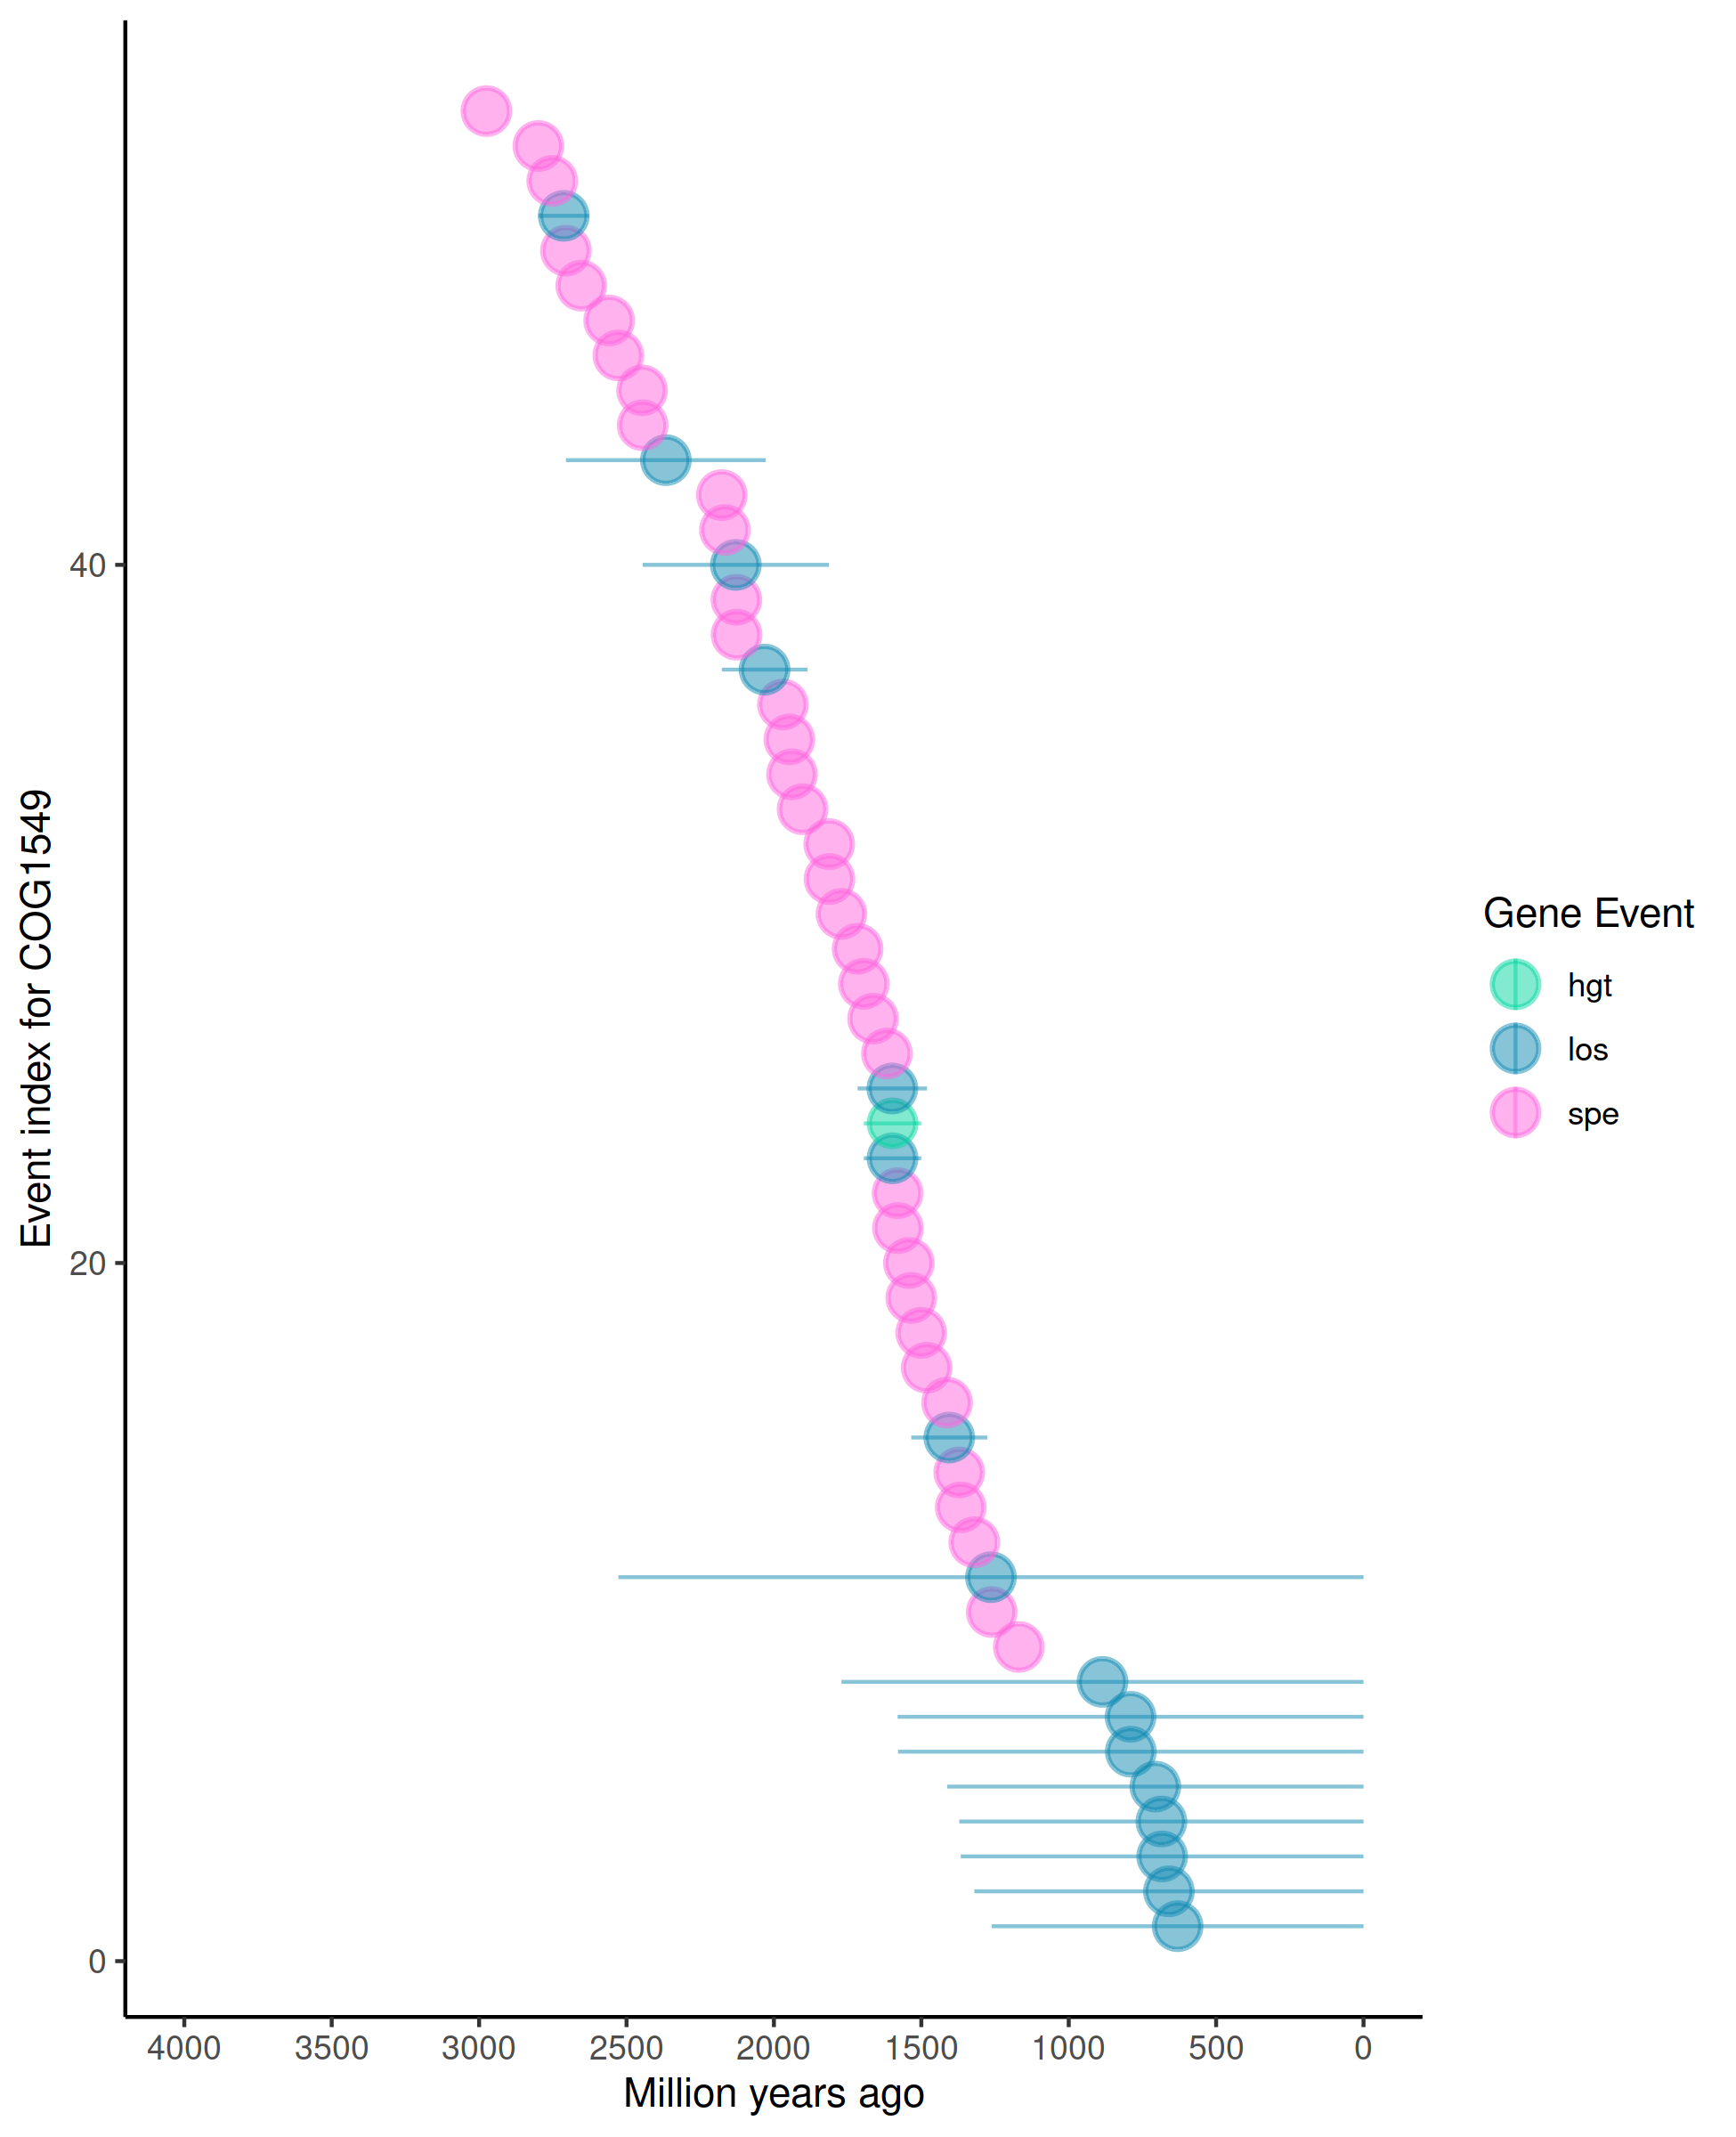 Event index for COG1549
40
20
0
4000 3500 3000 2500 2000 1500 1000 500 0
Million years ago
Gene Event
hgt
los
spe